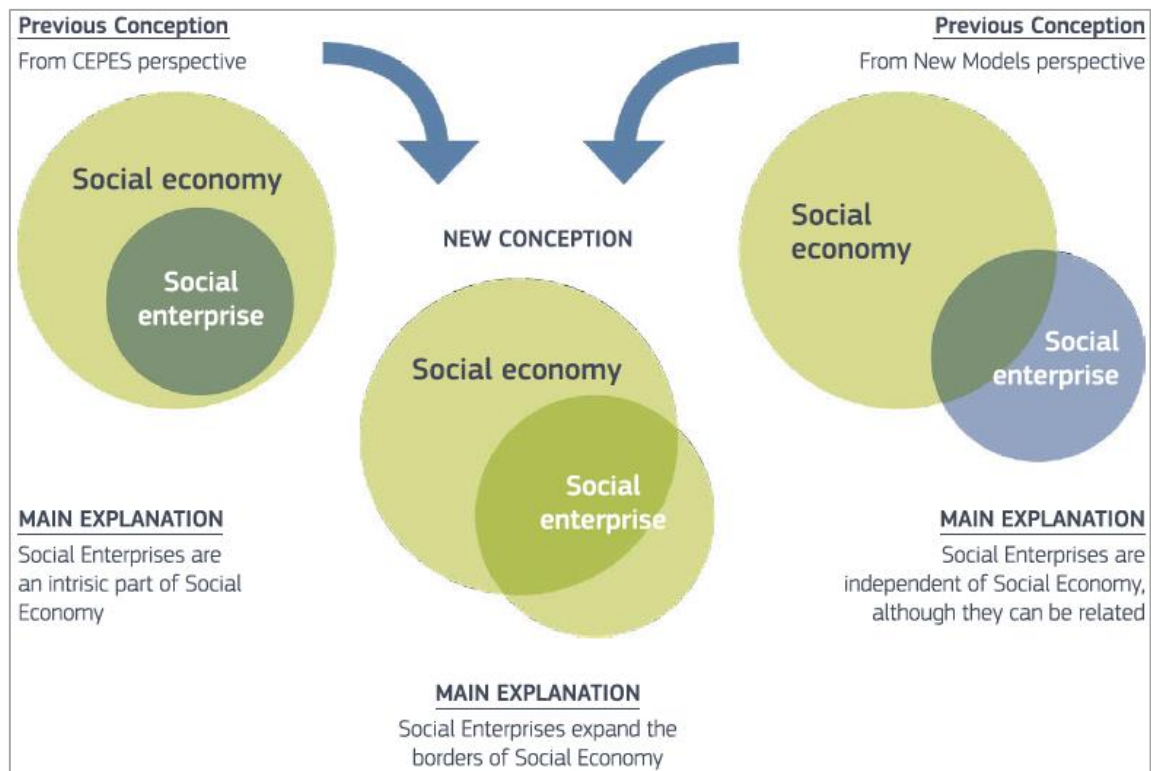 Previous Conception
From CEPES perspective
Social economy
Social
enterprise
MAIN EXPLANATION
Social Enterprises are
an intrisic part of Social
Economy
NEW CONCEPTION
Social economy
Social
enterprise
MAIN EXPLANATION
Social Enterprises expand the
borders of Social Economy
Previous Conception
From New Models perspective
Social
economy
Social
enterprise
MAIN EXPLANATION
Social Enterprises are
independent of Social Economy,
although they can be related